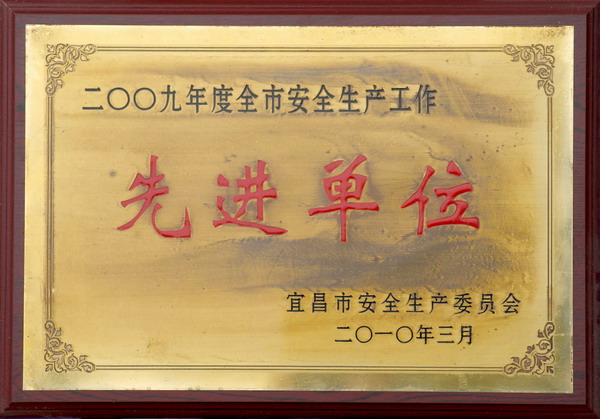 二〇〇九年度全市安全生产工作
先进单位
宜昌市安全生产委员会
二〇一〇年三月